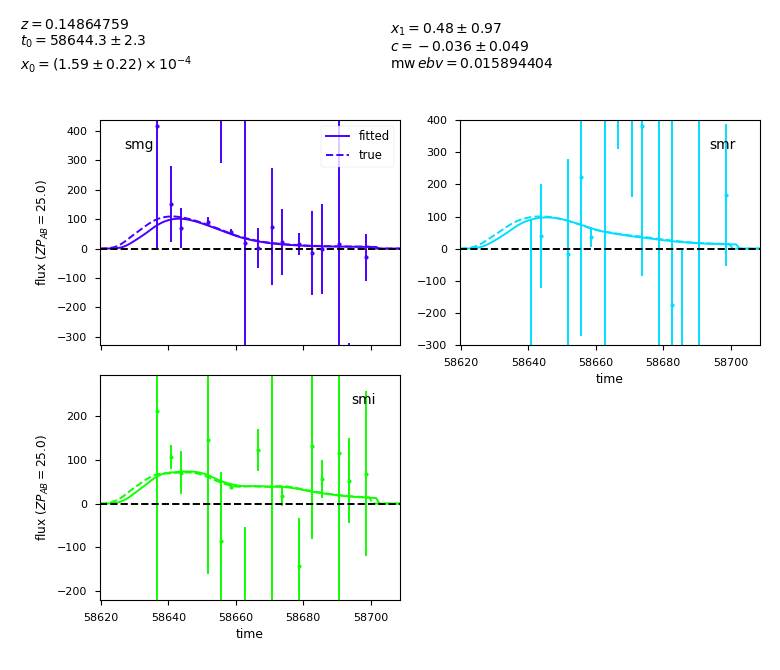 z = 0.14864759
t₀ = 58644.3 ± 2.3
x₀ = (1.59 ± 0.22) × 10⁻⁴
x₁ = 0.48 ± 0.97
c = −0.036 ± 0.049
mw ebv = 0.015894404
smg
fitted
true
400
300
200
100
0
−100
−200
−300
flux (ZP_AB = 25.0)
smr
400
300
200
100
0
−100
−200
−300
58620 58640 58660 58680 58700
time
smi
200
100
0
−100
−200
flux (ZP_AB = 25.0)
58620 58640 58660 58680 58700
time